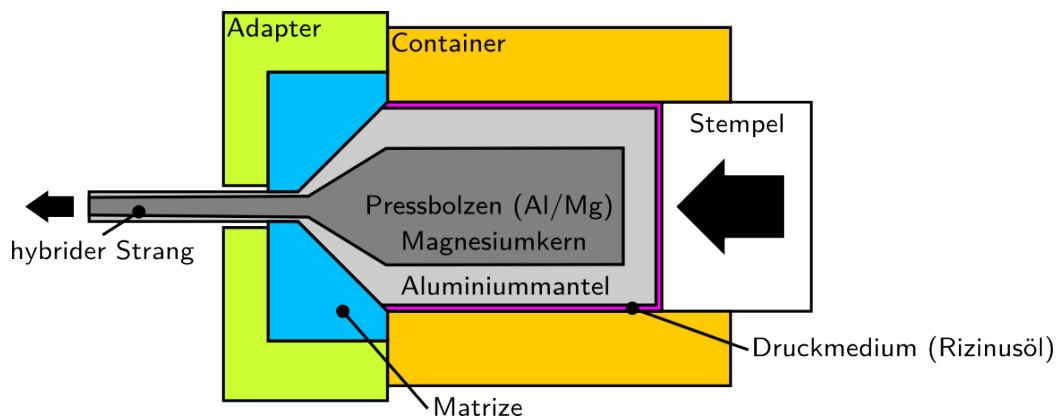 Adapter
Container
Stempel
Pressbolzen (Al/Mg)
Magnesiumkern
hybrider Strang
Aluminiummantel
Druckmedium (Rizinusöl)
Matrize